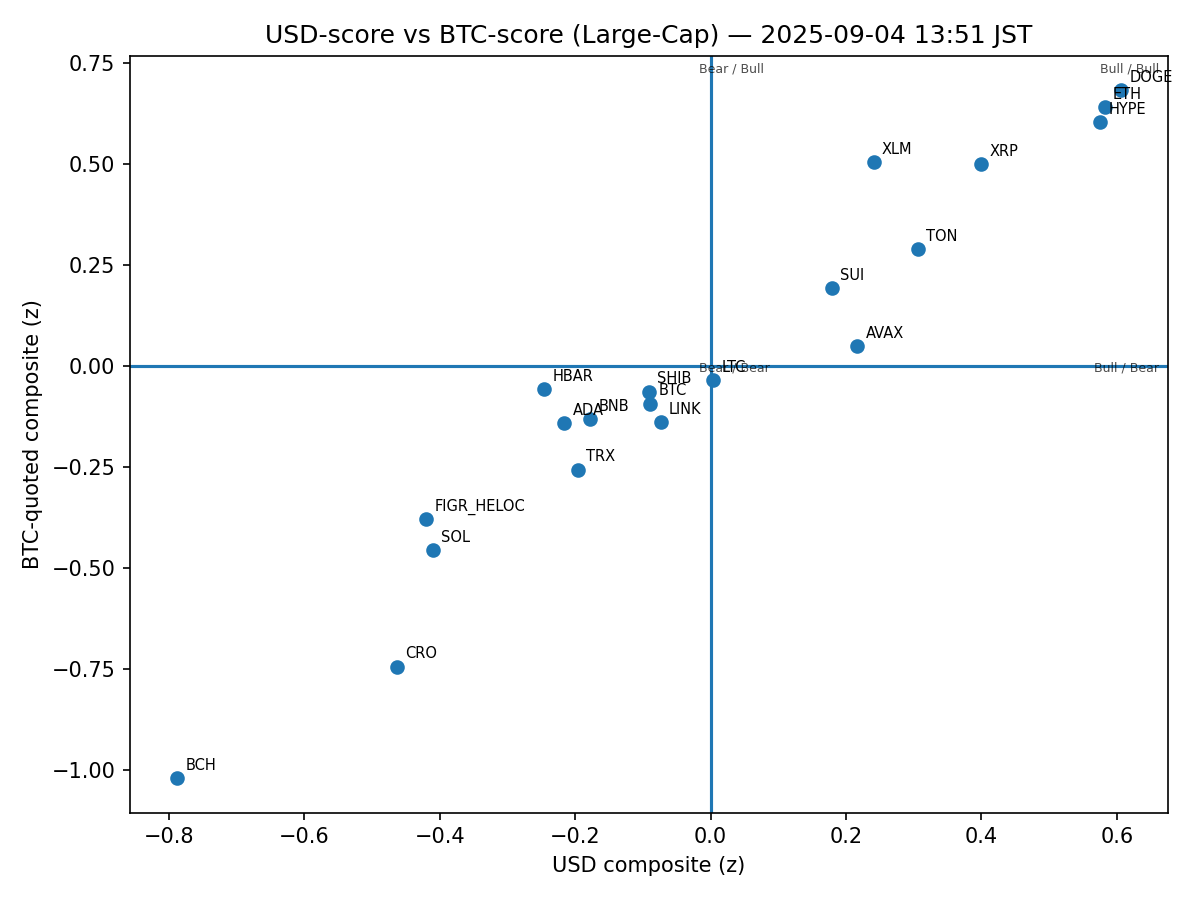 USD-score vs BTC-score (Large-Cap) — 2025-09-04 13:51 JST
0.75
0.50
0.25
0.00
−0.25
−0.50
−0.75
−1.00
BTC-quoted composite (z)
Bear / Bull
Bull / Bull
DOGE
ETH
HYPE
XLM
XRP
TON
SUI
AVAX
LTC
Bear / Bear
Bull / Bear
HBAR
SHIB
BTC
ADA
BNB
LINK
TRX
FIGR_HELOC
SOL
CRO
BCH
−0.8
−0.6
−0.4
−0.2
0.0
0.2
0.4
0.6
USD composite (z)